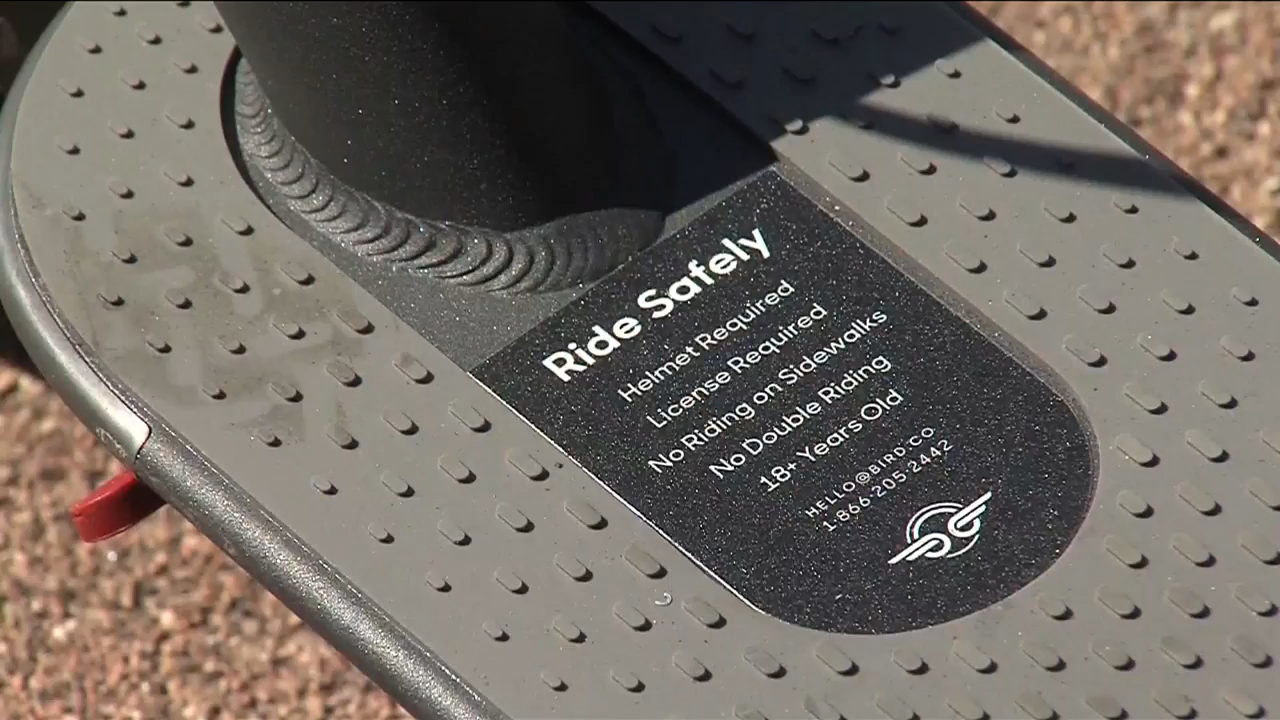 Ride Safely
Helmet Required
License Required
No Riding on Sidewalks
No Double Riding
18+ Years Old
HELLO@BIRD.CO
1·866·205·2442